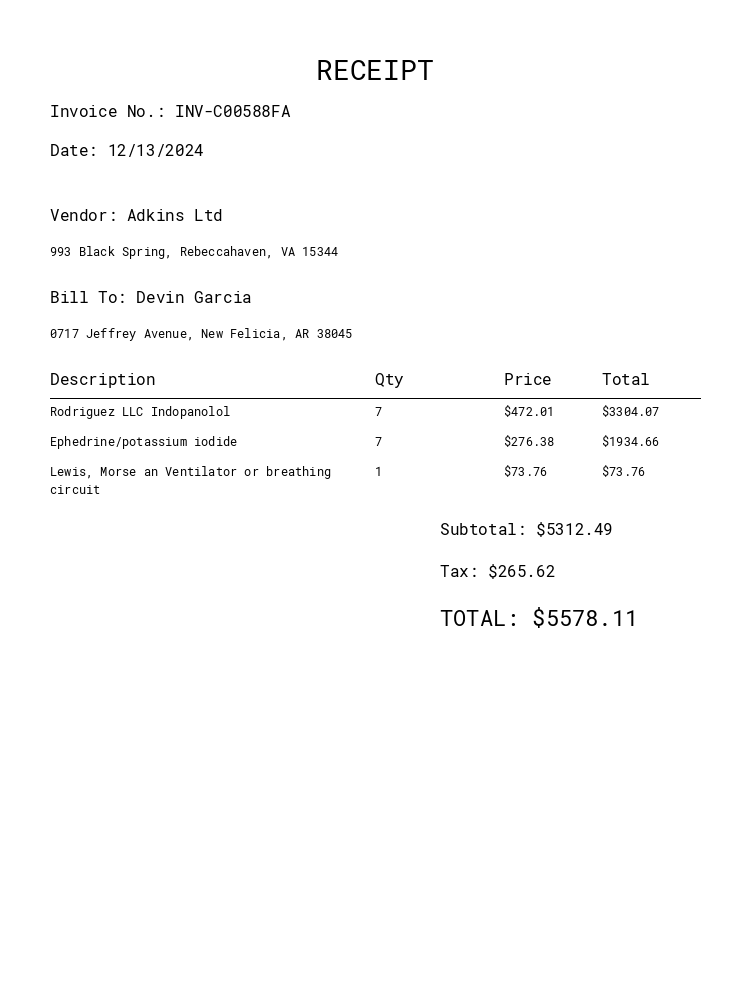 RECEIPT
Invoice No.: INV-C00588FA
Date: 12/13/2024
Vendor: Adkins Ltd
993 Black Spring, Rebeccahaven, VA 15344
Bill To: Devin Garcia
0717 Jeffrey Avenue, New Felicia, AR 38045
Description Qty Price Total
Rodriguez LLC Indopanolol 7 $472.01 $3304.07
Ephedrine/potassium iodide 7 $276.38 $1934.66
Lewis, Morse an Ventilator or breathing 1 $73.76 $73.76
circuit
Subtotal: $5312.49
Tax: $265.62
TOTAL: $5578.11